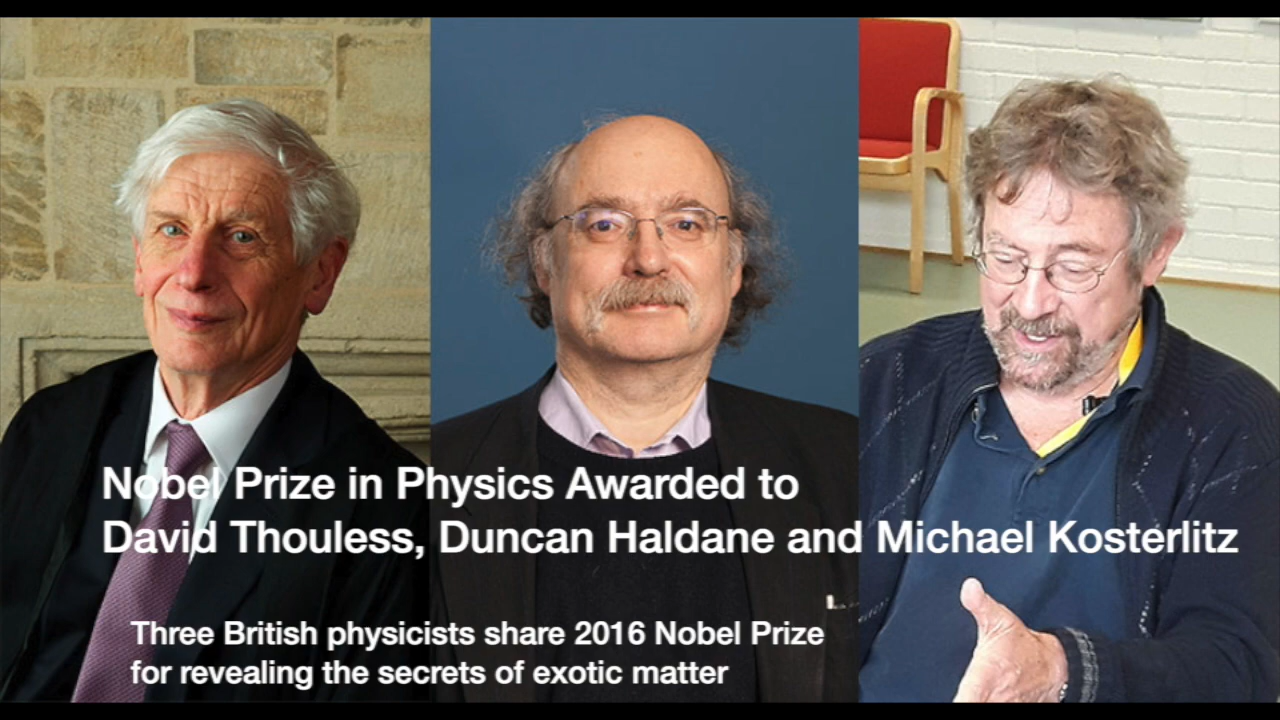 Nobel Prize in Physics Awarded to
David Thouless, Duncan Haldane and Michael Kosterlitz
Three British physicists share 2016 Nobel Prize
for revealing the secrets of exotic matter